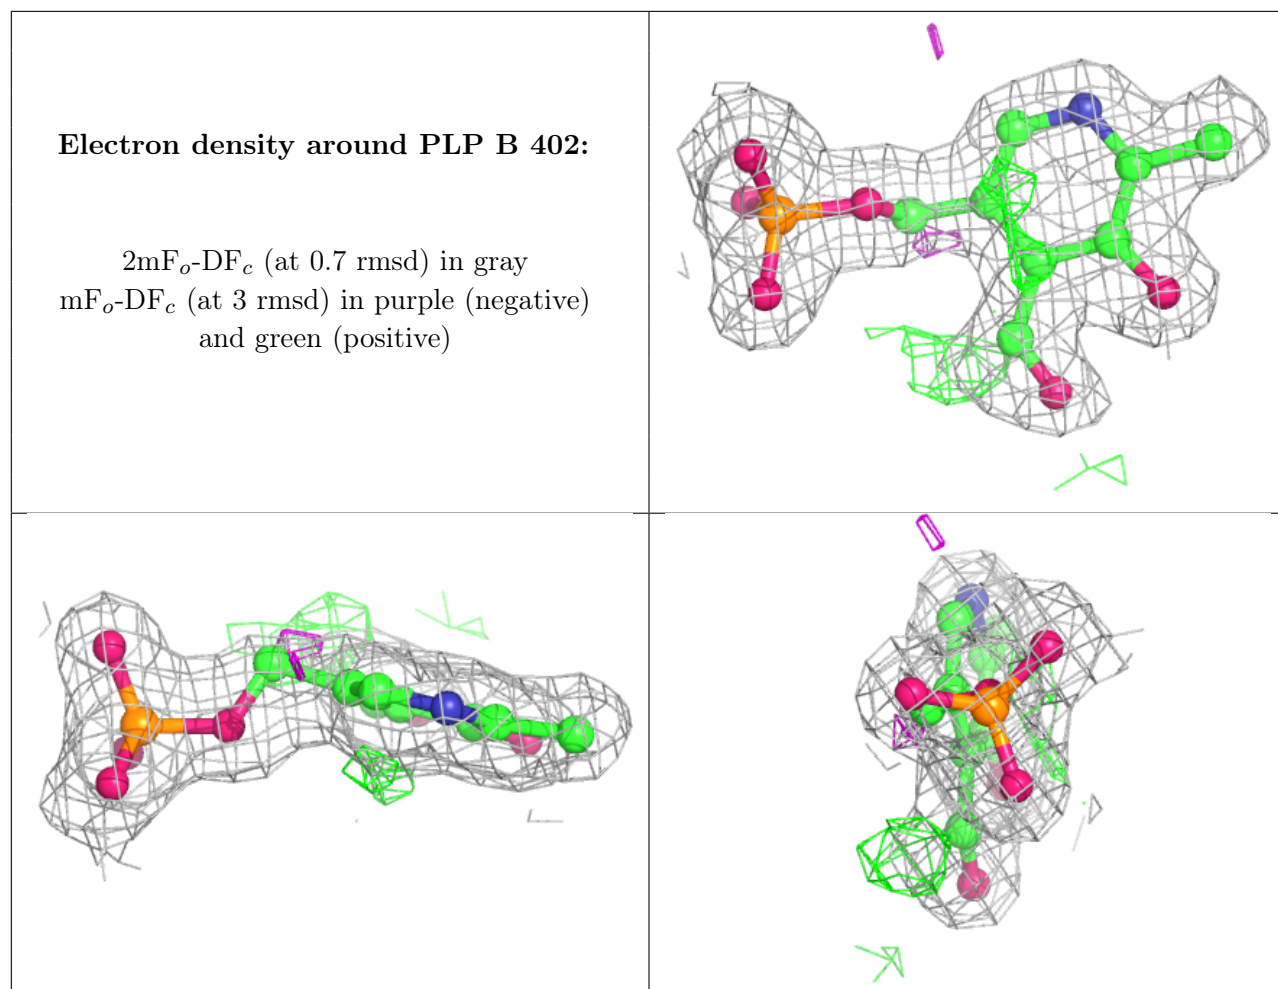 Electron density around PLP B 402:
2mFo-DFc (at 0.7 rmsd) in gray
mFo-DFc (at 3 rmsd) in purple (negative)
and green (positive)